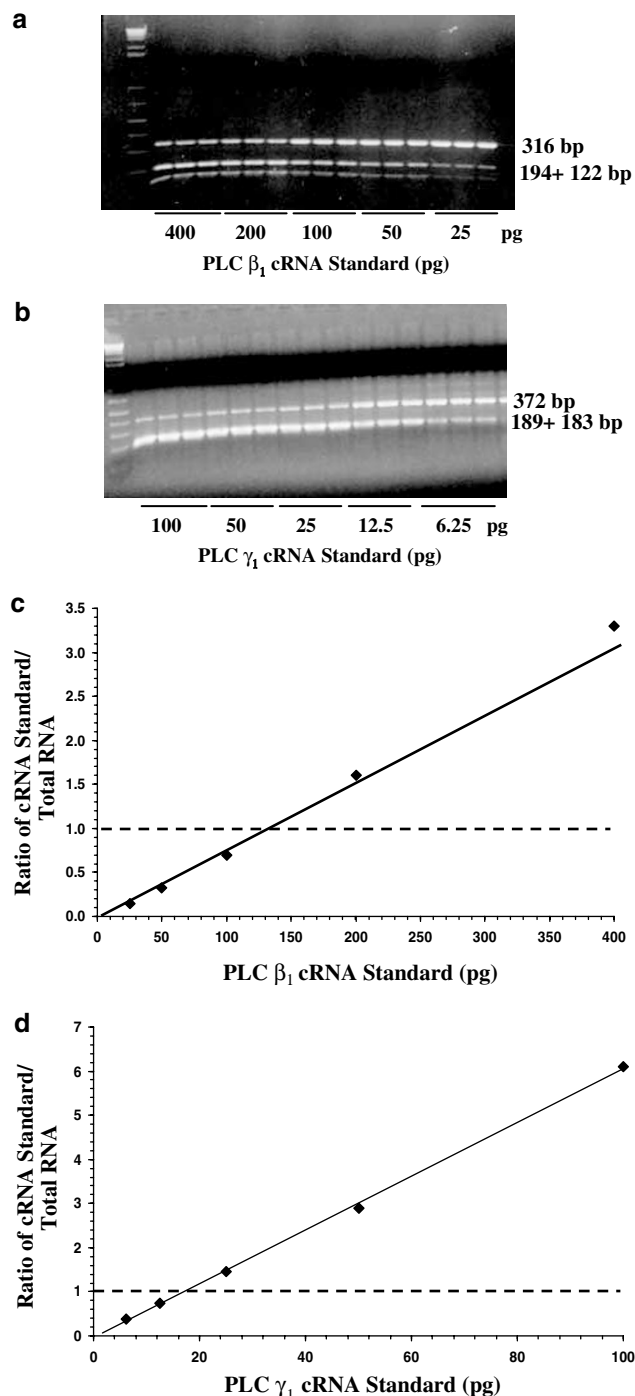 a
316 bp
194+ 122 bp
400 200 100 50 25 pg
PLC β₁ cRNA Standard (pg)
b
372 bp
189+ 183 bp
100 50 25 12.5 6.25 pg
PLC γ₁ cRNA Standard (pg)
c
Ratio of cRNA Standard/
Total RNA
3.5
3.0
2.5
2.0
1.5
1.0
0.5
0.0
0 50 100 150 200 250 300 350 400
PLC β₁ cRNA Standard (pg)
d
Ratio of cRNA Standard/
Total RNA
7
6
5
4
3
2
1
0
0 20 40 60 80 100
PLC γ₁ cRNA Standard (pg)